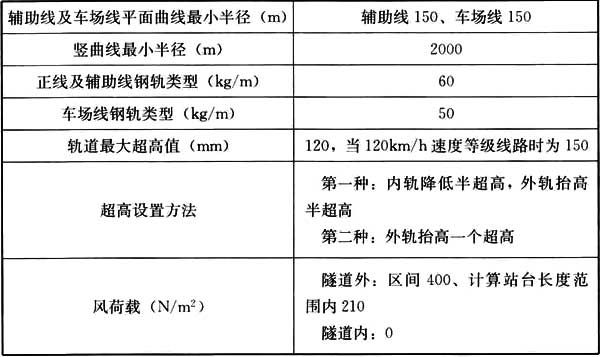 辅助线及车场线平面曲线最小半径（m） 辅助线 150、车场线 150
竖曲线最小半径（m） 2000
正线及辅助线钢轨类型（kg/m） 60
车场线钢轨类型（kg/m） 50
轨道最大超高值（mm） 120，当 120km/h 速度等级线路时为 150
超高设置方法
第一种：内轨降低半超高，外轨抬高
半超高
第二种：外轨抬高一个超高
风荷载（N/m²）
隧道外：区间 400、计算站台长度范
围内 210
隧道内：0